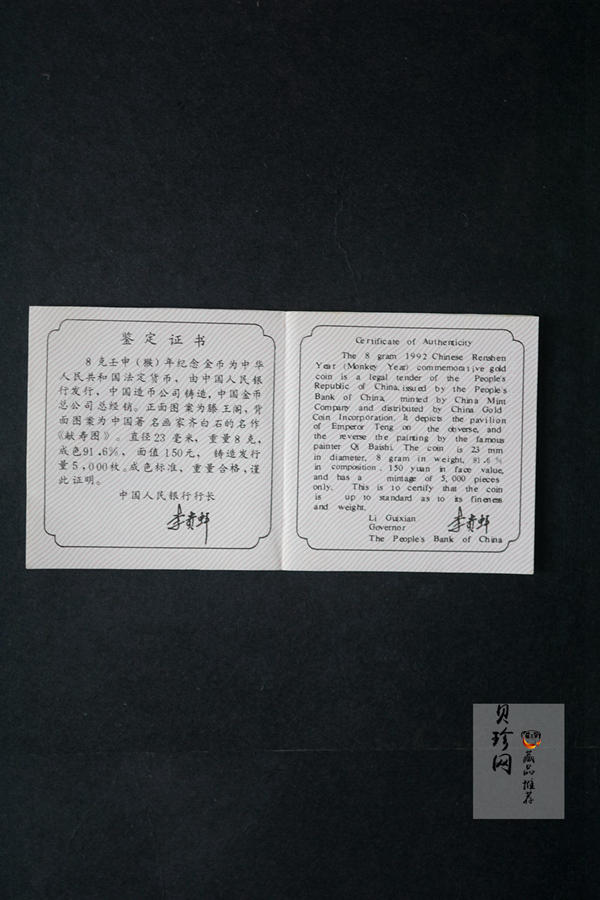 鉴定证书
8克壬申(猴)年纪念金币为中华
人民共和国法定货币，由中国人民银
行发行，中国造币公司铸造，中国金币
总公司总经销。正面图案为滕王阁，背
面图案为中国著名画家齐白石的名作
《献寿图》。直径23毫米，重量8克，
成色91.6%，面值150元，铸造发行
量5,000枚。成色标准，重量合格，谨
此证明。
中国人民银行行长
李贵鲜
Certificate of Authenticity
The 8 gram 1992 Chinese Renshen
Year (Monkey Year) commemorative gold
coin is a legal tender of the People's
Republic of China, issued by the People's
Bank of China, minted by China Mint
Company and distributed by China Gold
Coin Incorporation. It depicts the pavilion
of Emperor Teng on the obverse, and
the reverse the painting by the famous
painter Qi Baishi. The coin is 23 mm
in diameter, 8 gram in weight, 91.6%
in composition, 150 yuan in face value,
and has a mintage of 5,000 pieces
only. This is to certify that the coin
is up to standard as to its fineness
and weight.
Li Guixian
Governor
李贵鲜
The People's Bank of China
贝珍网
藏品推荐